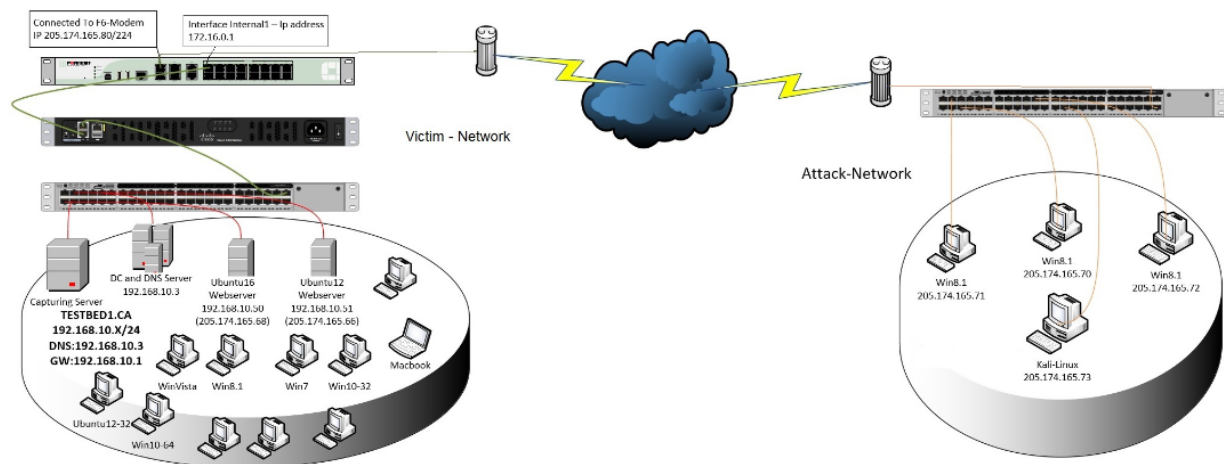 Connected To F6-Modem
IP 205.174.165.80/224
Interface Internal1 – Ip address
172.16.0.1
Victim - Network
Attack-Network
Capturing Server
DC and DNS Server
192.168.10.3
Ubuntu16
Webserver
192.168.10.50
(205.174.165.68)
Ubuntu12
Webserver
192.168.10.51
(205.174.165.66)
TESTBED1.CA
192.168.10.X/24
DNS:192.168.10.3
GW:192.168.10.1
WinVista
Win8.1
Win7
Win10-32
Macbook
Ubuntu12-32
Win10-64
Win8.1
205.174.165.71
Win8.1
205.174.165.70
Win8.1
205.174.165.72
Kali-Linux
205.174.165.73